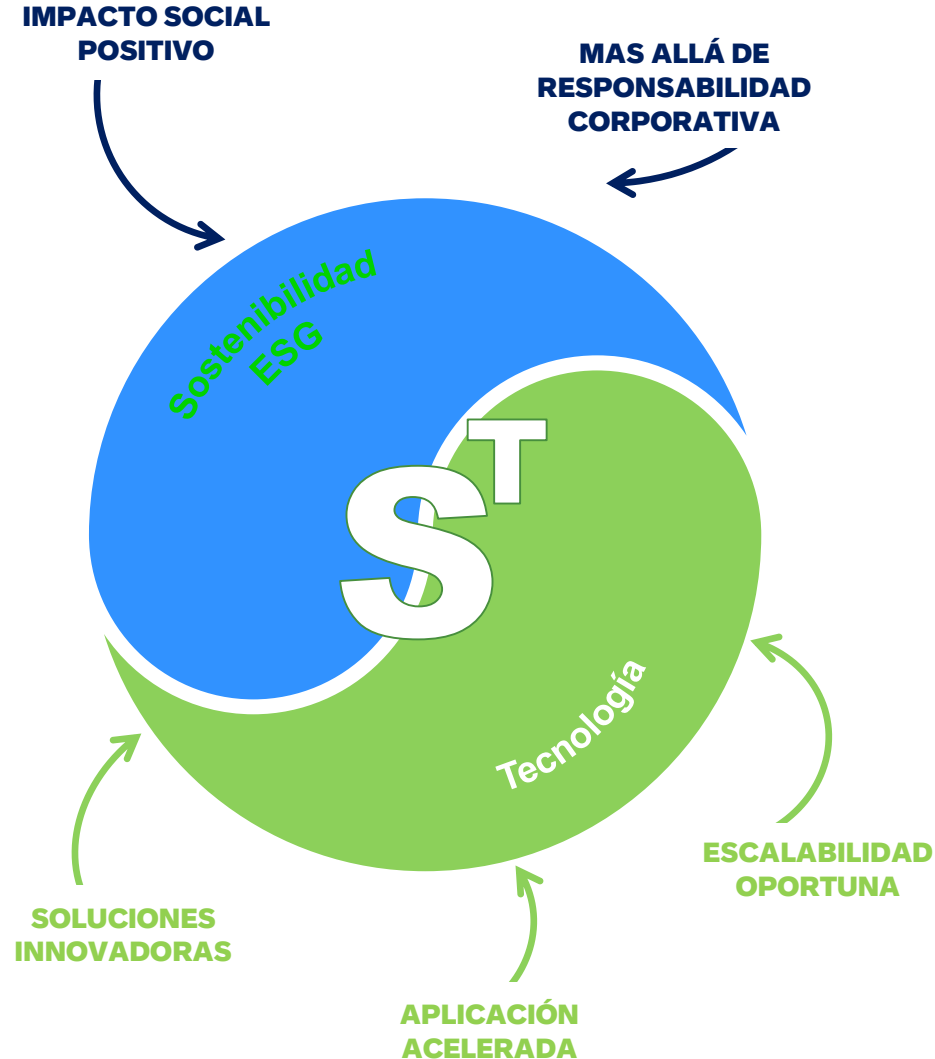 IMPACTO SOCIAL
POSITIVO
MAS ALLÁ DE
RESPONSABILIDAD
CORPORATIVA
Sostenibilidad
ESG
T
S
Tecnología
ESCALABILIDAD
OPORTUNA
SOLUCIONES
INNOVADORAS
APLICACIÓN
ACELERADA